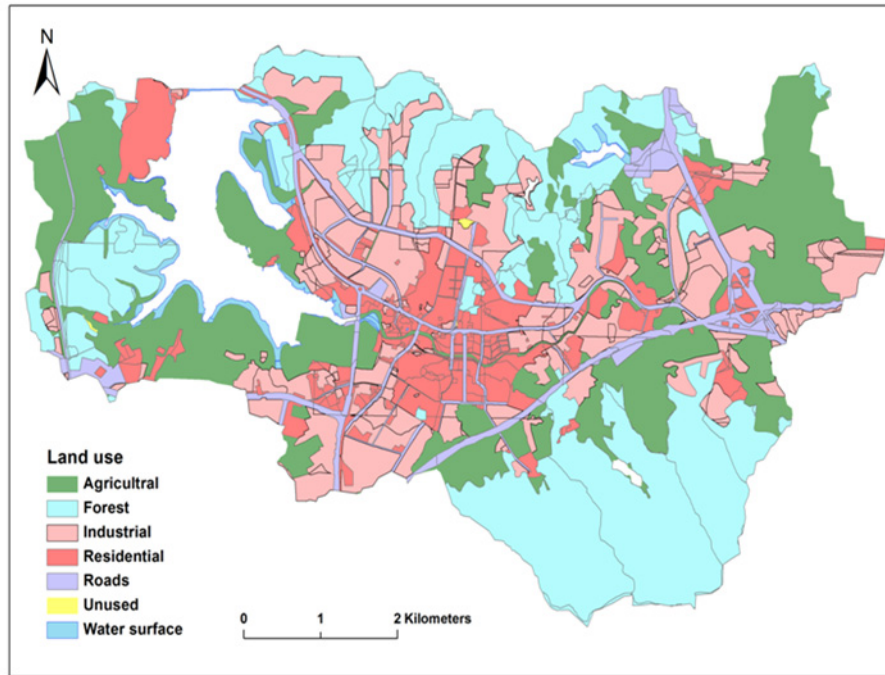 N
Land use
Agricultral
Forest
Industrial
Residential
Roads
Unused
Water surface
0 1 2 Kilometers